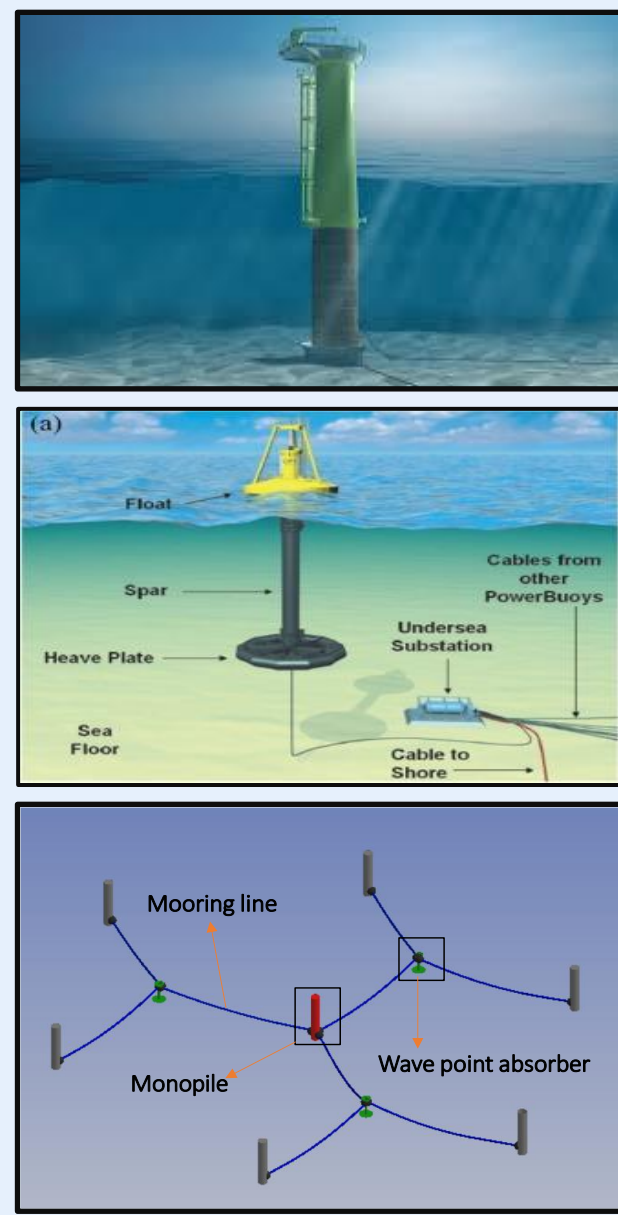 (a)
Float
Cables from
other
PowerBuoys
Spar
Undersea
Substation
Heave Plate
Sea
Floor
Cable to
Shore
Mooring line
Wave point absorber
Monopile